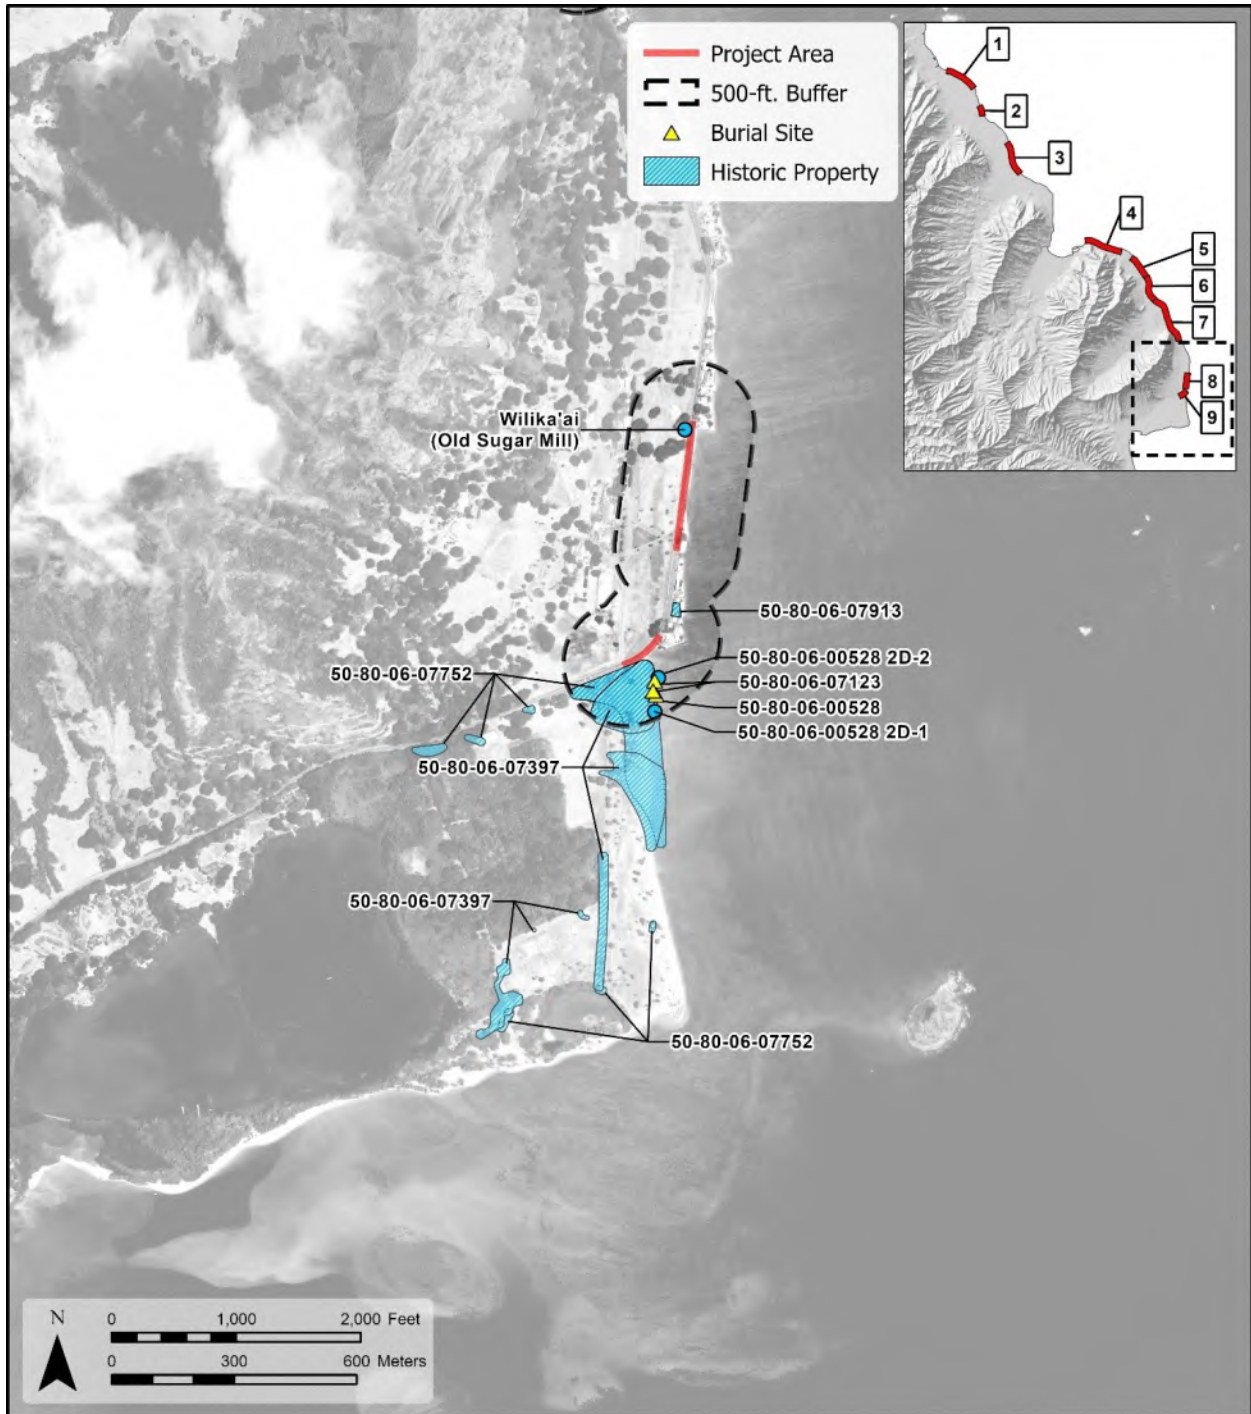 Project Area
500-ft. Buffer
Burial Site
Historic Property
1
2
3
4
5
6
7
8
9
Wilika'ai
(Old Sugar Mill)
50-80-06-07913
50-80-06-07752
50-80-06-00528 2D-2
50-80-06-07123
50-80-06-00528
50-80-06-00528 2D-1
50-80-06-07397
50-80-06-07397
50-80-06-07752
N
0 1,000 2,000 Feet
0 300 600 Meters